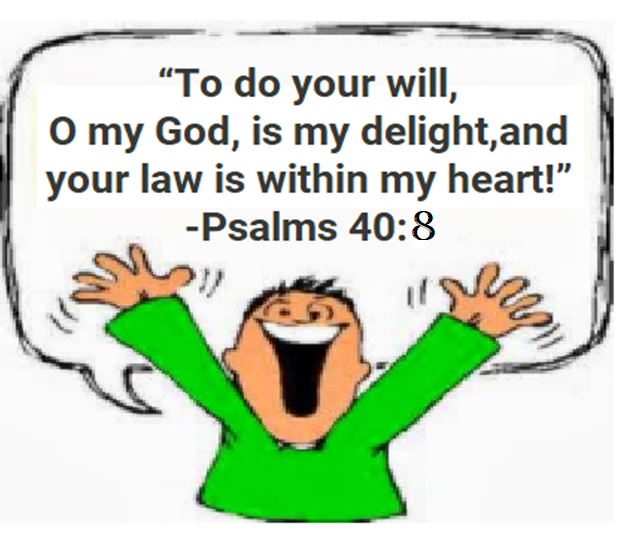 “To do your will,
O my God, is my delight,and
your law is within my heart!”
-Psalms 40:8